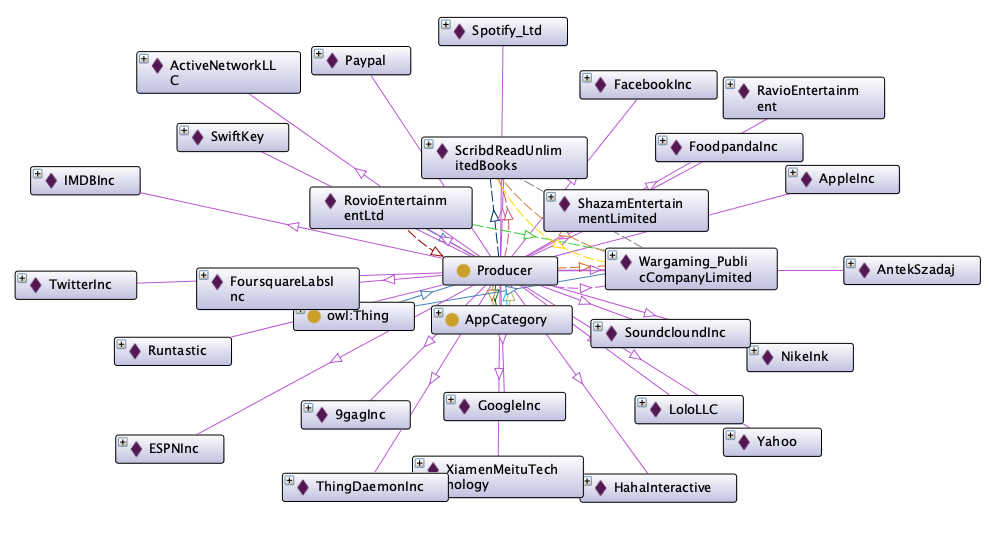 Spotify_Ltd
ActiveNetworkLL
C
Paypal
FacebookInc
RavioEntertainm
ent
SwiftKey
ScribdReadUnlim
itedBooks
FoodpandaInc
IMDBInc
AppleInc
RovioEntertainm
entLtd
ShazamEntertain
mentLimited
Producer
Wargaming_Publi
cCompanyLimited
AntekSzadaj
TwitterInc
FoursquareLabsI
nc
owl:Thing
AppCategory
SoundcloundInc
Runtastic
NikeInk
9gagInc
GoogleInc
LoloLLC
ESPNInc
Yahoo
XiamenMeituTech
nology
ThingDaemonInc
HahaInteractive